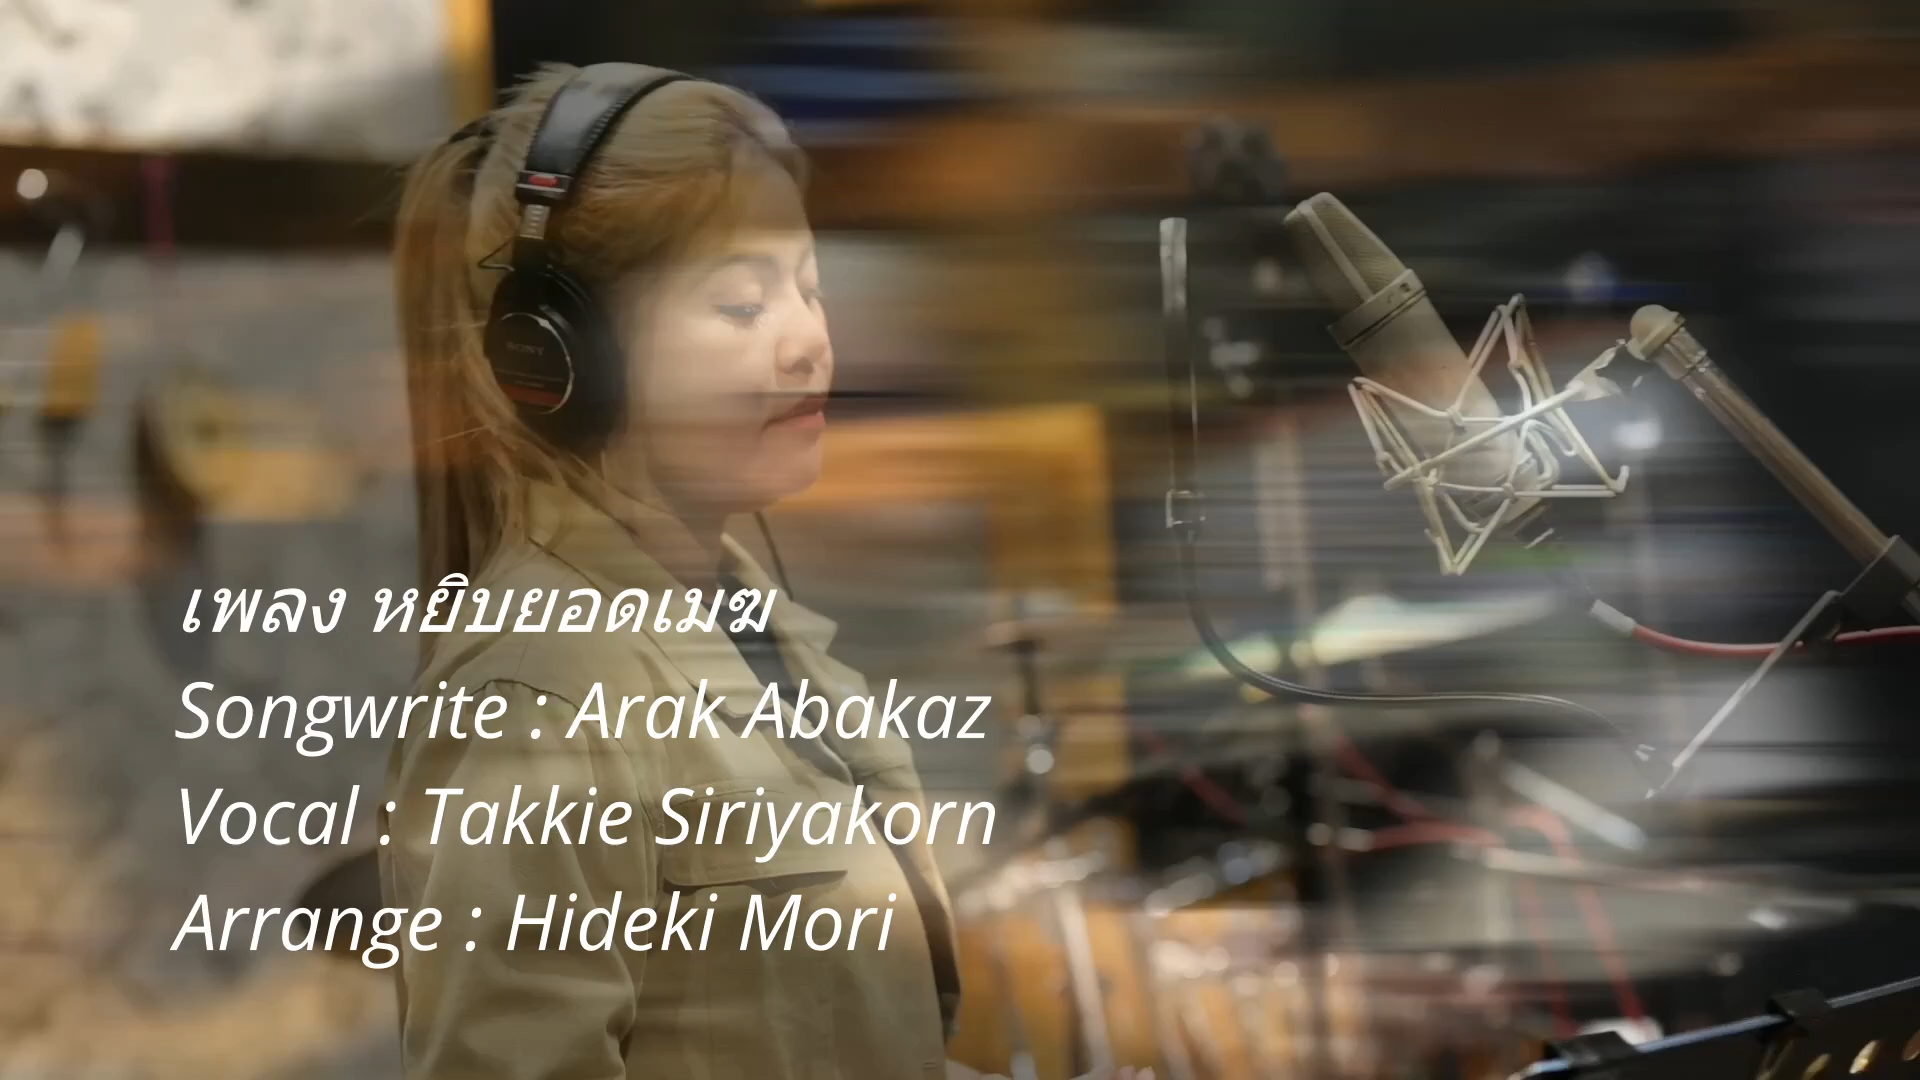 SONY
เพลง หยิบยอดเมฆ
Songwrite : Arak Abakaz
Vocal : Takkie Siriyakorn
Arrange : Hideki Mori